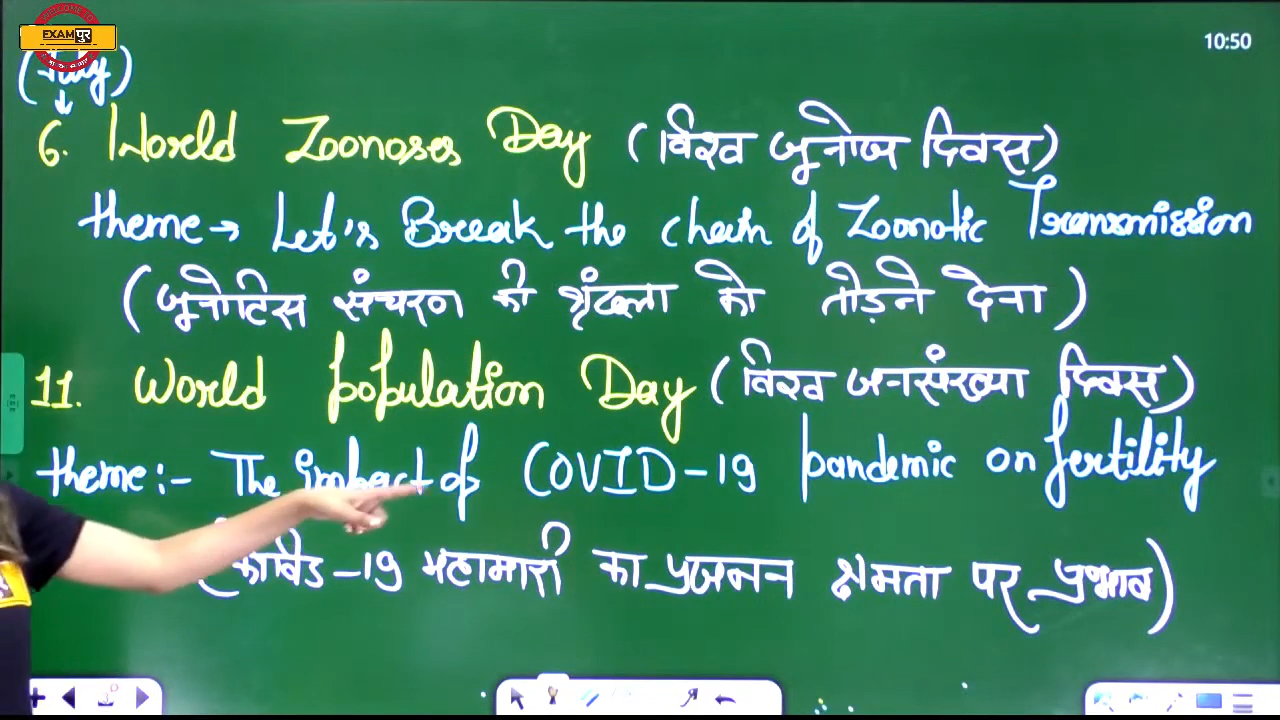 EXAMपुर
10:50
6. World Zoonoses Day (विश्व जूनोज दिवस)
theme → Let's Break the chain of Zoonotic Transmission
(जूनोटिस संचरण की श्रृंखला को तोड़ने देना)
11. World population Day (विश्व जनसंख्या दिवस)
theme :- The impact of COVID-19 pandemic on fertility
(कोविड -19 महामारी का प्रजनन क्षमता पर प्रभाव)